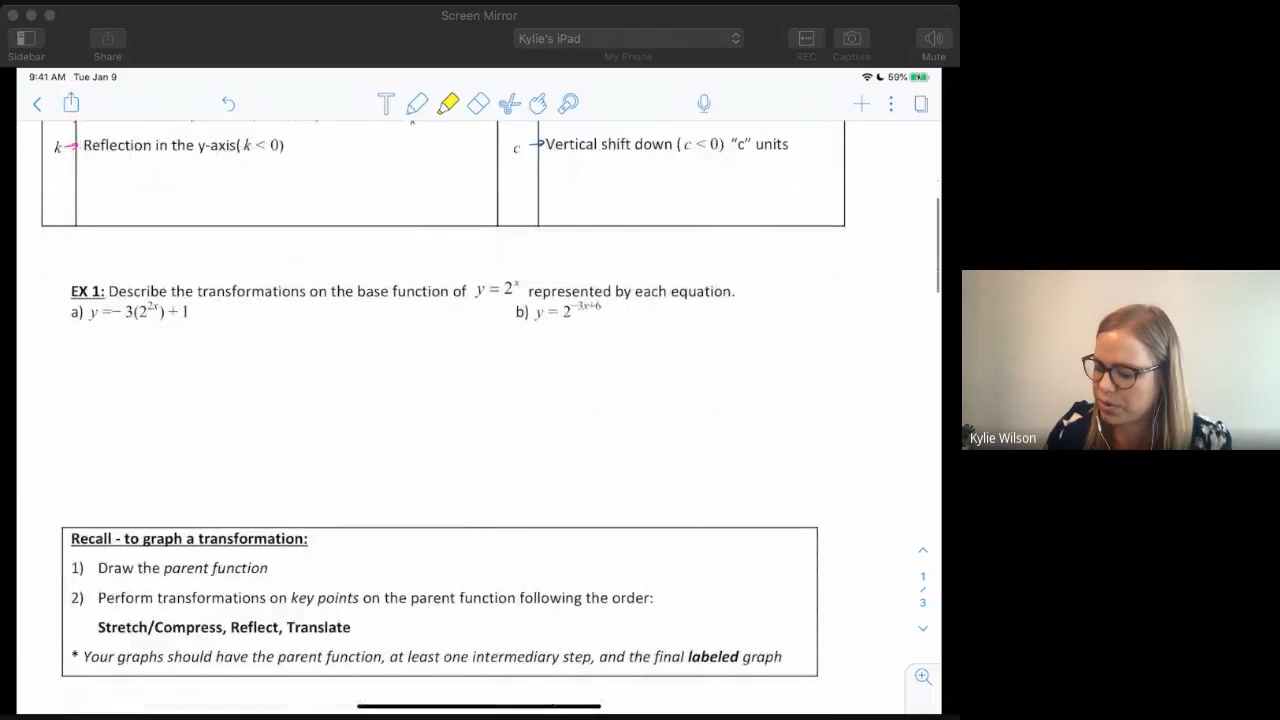 Screen Mirror
Kylie's iPad
Sidebar
Share
My Phone
REC
Capture
Mute
9:41 AM Tue Jan 9
59%
T
k Reflection in the y-axis( k < 0)
c Vertical shift down ( c < 0) “c” units
EX 1: Describe the transformations on the base function of y = 2^x represented by each equation.
a) y =− 3(2^{2x}) + 1
b) y = 2^{−3x+6}
Recall - to graph a transformation:
1) Draw the parent function
2) Perform transformations on key points on the parent function following the order:
Stretch/Compress, Reflect, Translate
* Your graphs should have the parent function, at least one intermediary step, and the final labeled graph
1
/
3
Kylie Wilson